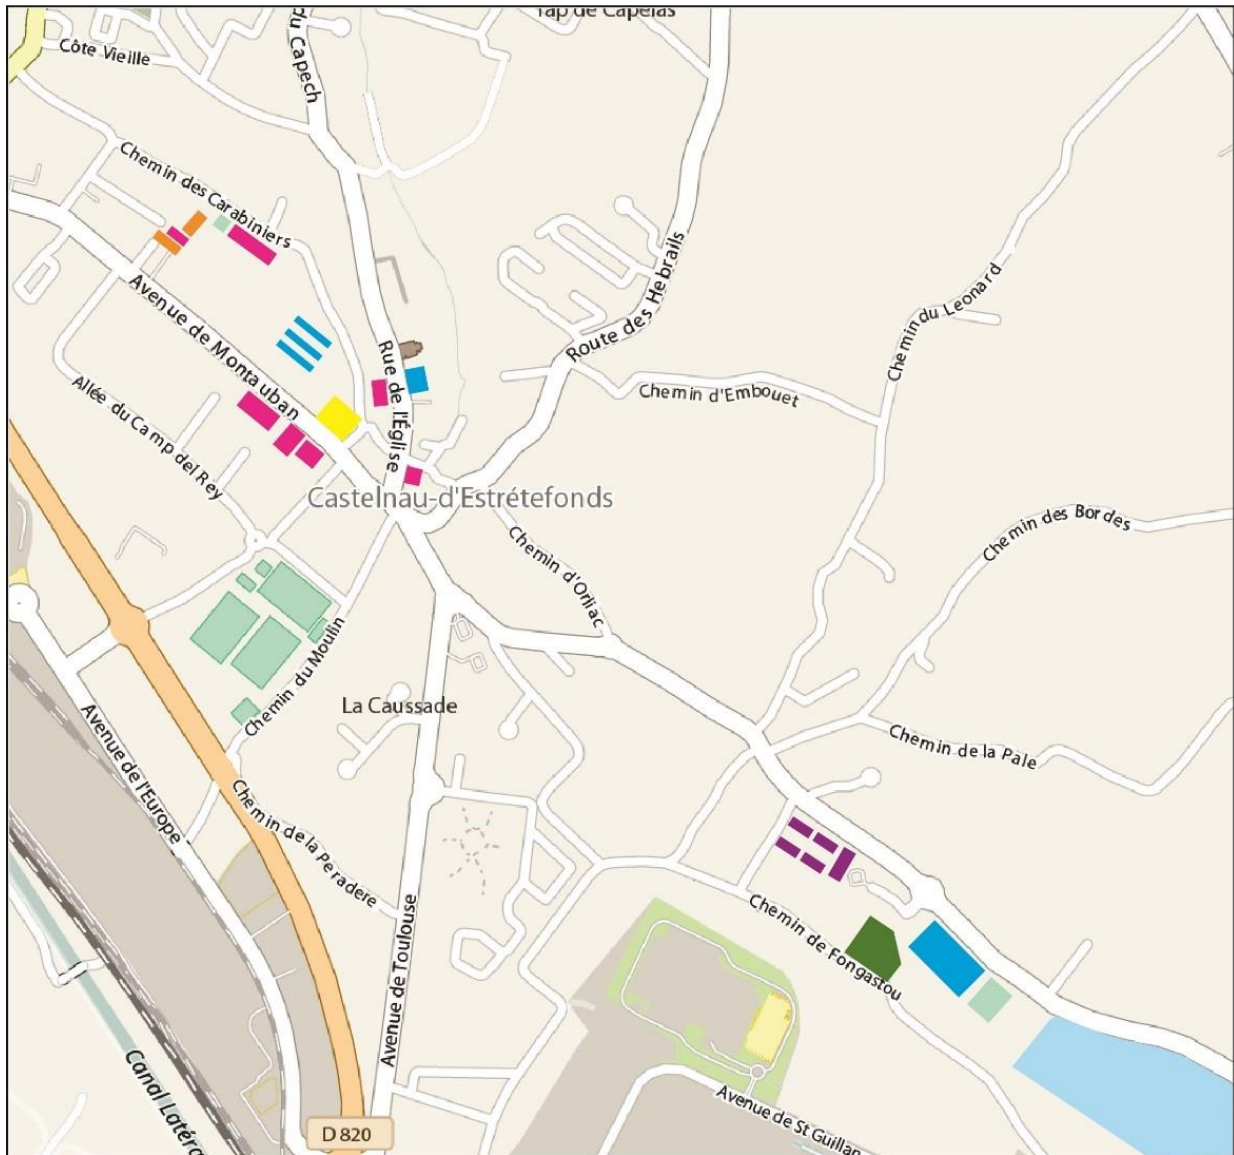 Tap de Capelas
Côte Vieille
du Capech
Chemin des Carabiniers
Avenue de Montauban
Rue de l'Église
Route des Hebrails
Chemin du Leonard
Chemin d'Embouet
Allée du Camp del Rey
Castelnau-d'Estrétefonds
Chemin des Bordes
Chemin d'Orliac
Chemin du Moulin
La Caussade
Avenue de l'Europe
Chemin de la Pale
Chemin de la Peradere
Avenue de Toulouse
Chemin de Fongastou
Canal Latéra
Avenue de St Guillan
D 820